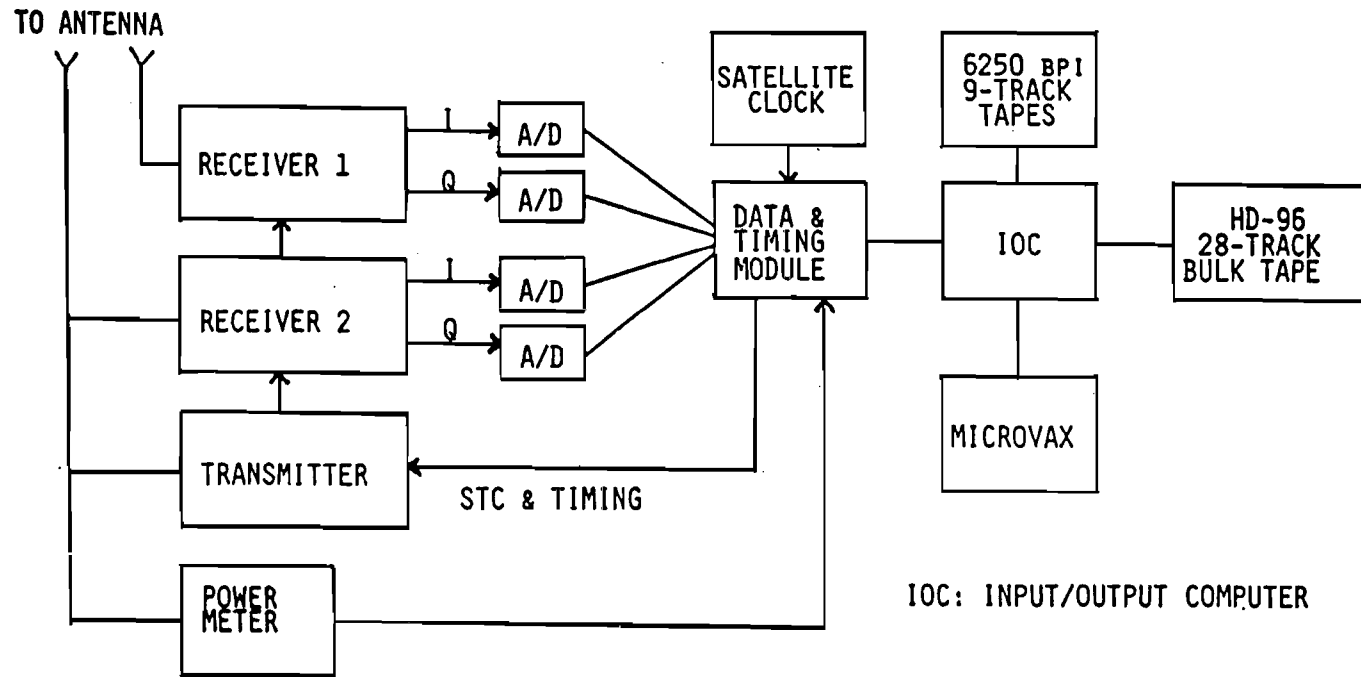 TO ANTENNA
SATELLITE
CLOCK
6250 BPI
9-TRACK
TAPES
RECEIVER 1
I
A/D
Q
A/D
DATA &
TIMING
MODULE
IOC
HD-96
28-TRACK
BULK TAPE
RECEIVER 2
I
A/D
Q
A/D
TRANSMITTER
STC & TIMING
MICROVAX
POWER
METER
IOC: INPUT/OUTPUT COMPUTER